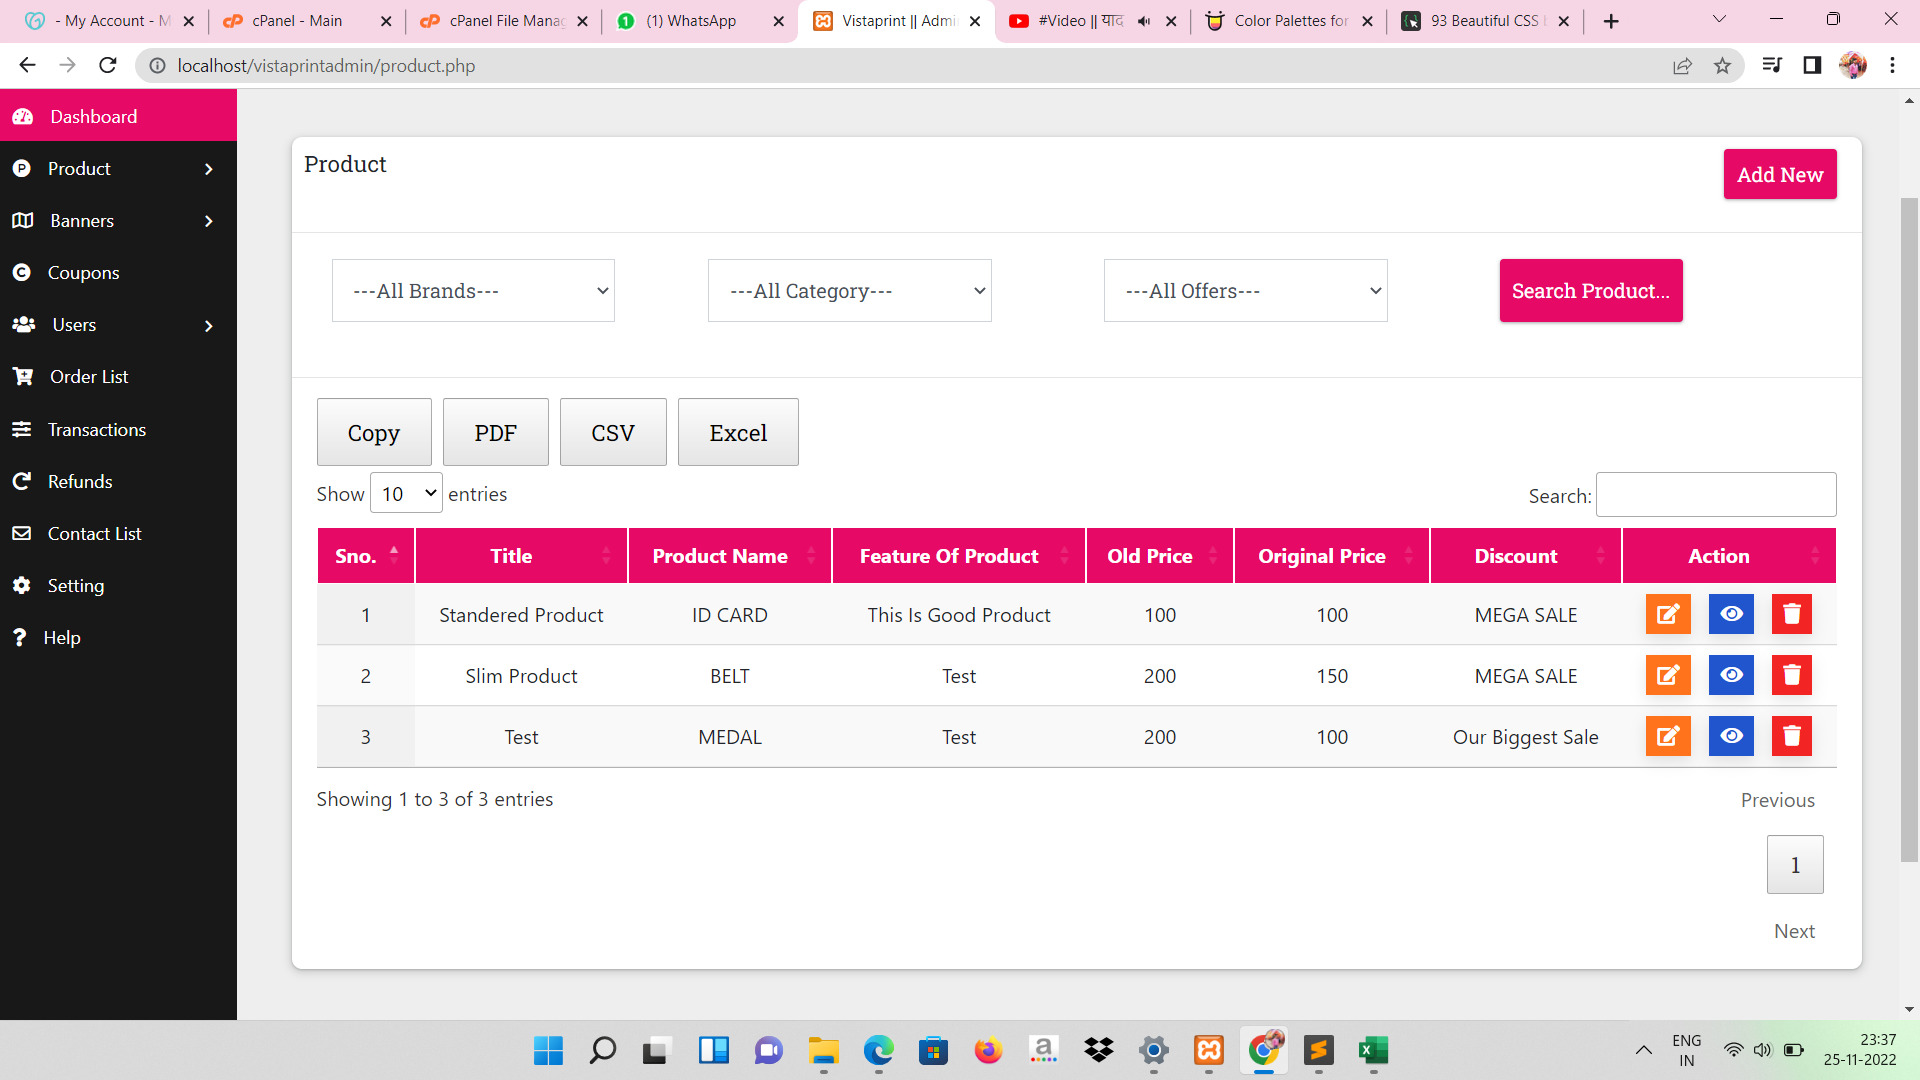 - My Account - M
cPanel - Main
cPanel File Manag
(1) WhatsApp
Vistaprint || Admi
#Video || याद
Color Palettes for
93 Beautiful CSS b
localhost/vistaprintadmin/product.php
Dashboard
Product
Banners
Coupons
Users
Order List
Transactions
Refunds
Contact List
Setting
Help
Product
Add New
---All Brands---
---All Category---
---All Offers---
Search Product...
Copy
PDF
CSV
Excel
Show 10 entries
Search:
Sno. Title Product Name Feature Of Product Old Price Original Price Discount Action
1 Standered Product ID CARD This Is Good Product 100 100 MEGA SALE
2 Slim Product BELT Test 200 150 MEGA SALE
3 Test MEDAL Test 200 100 Our Biggest Sale
Showing 1 to 3 of 3 entries
Previous
1
Next
ENG
IN
23:37
25-11-2022